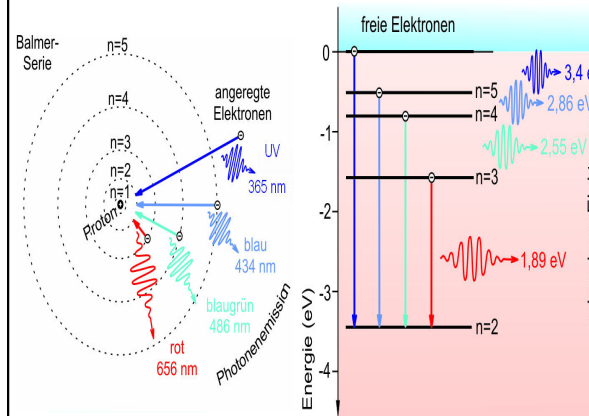 Balmer-
Serie
n=5
n=4
n=3
n=2
n=1
Proton
angeregte
Elektronen
UV
365 nm
blau
434 nm
blaugrün
486 nm
rot
656 nm
Photonenemission
freie Elektronen
0
-1
-2
-3
-4
Energie (eV)
n=5
n=4
n=3
n=2
3,4 e
2,86 eV
2,55 eV
1,89 eV